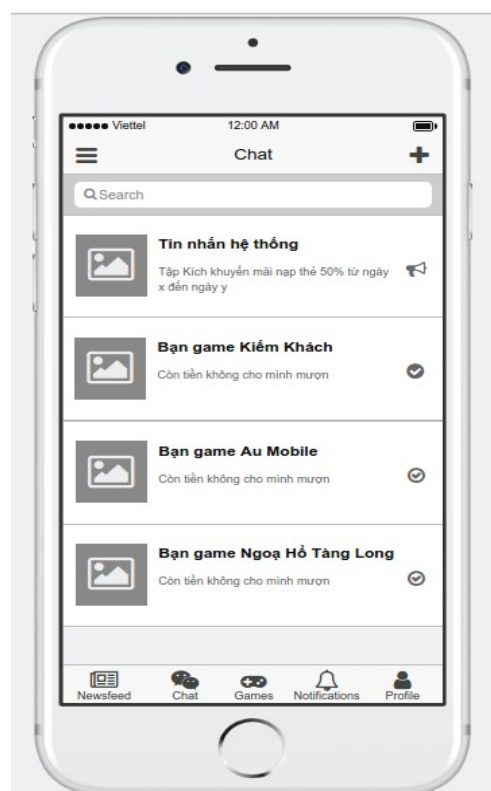 Viettel 12:00 AM
Chat
Search
Tin nhắn hệ thống
Tập Kích khuyến mãi nạp thẻ 50% từ ngày
x đến ngày y
Bạn game Kiếm Khách
Còn tiền không cho mình mượn
Bạn game Au Mobile
Còn tiền không cho mình mượn
Bạn game Ngoạ Hổ Tàng Long
Còn tiền không cho mình mượn
Newsfeed Chat Games Notifications Profile